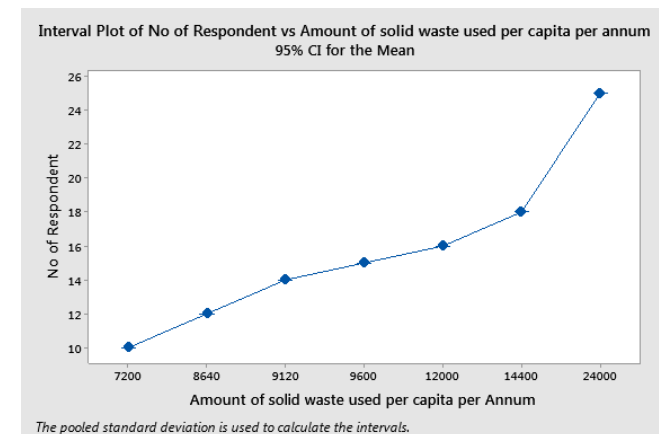 Interval Plot of No of Respondent vs Amount of solid waste used per capita per annum
95% CI for the Mean
26
24
22
20
18
16
14
12
10
No of Respondent
7200 8640 9120 9600 12000 14400 24000
Amount of solid waste used per capita per Annum
The pooled standard deviation is used to calculate the intervals.